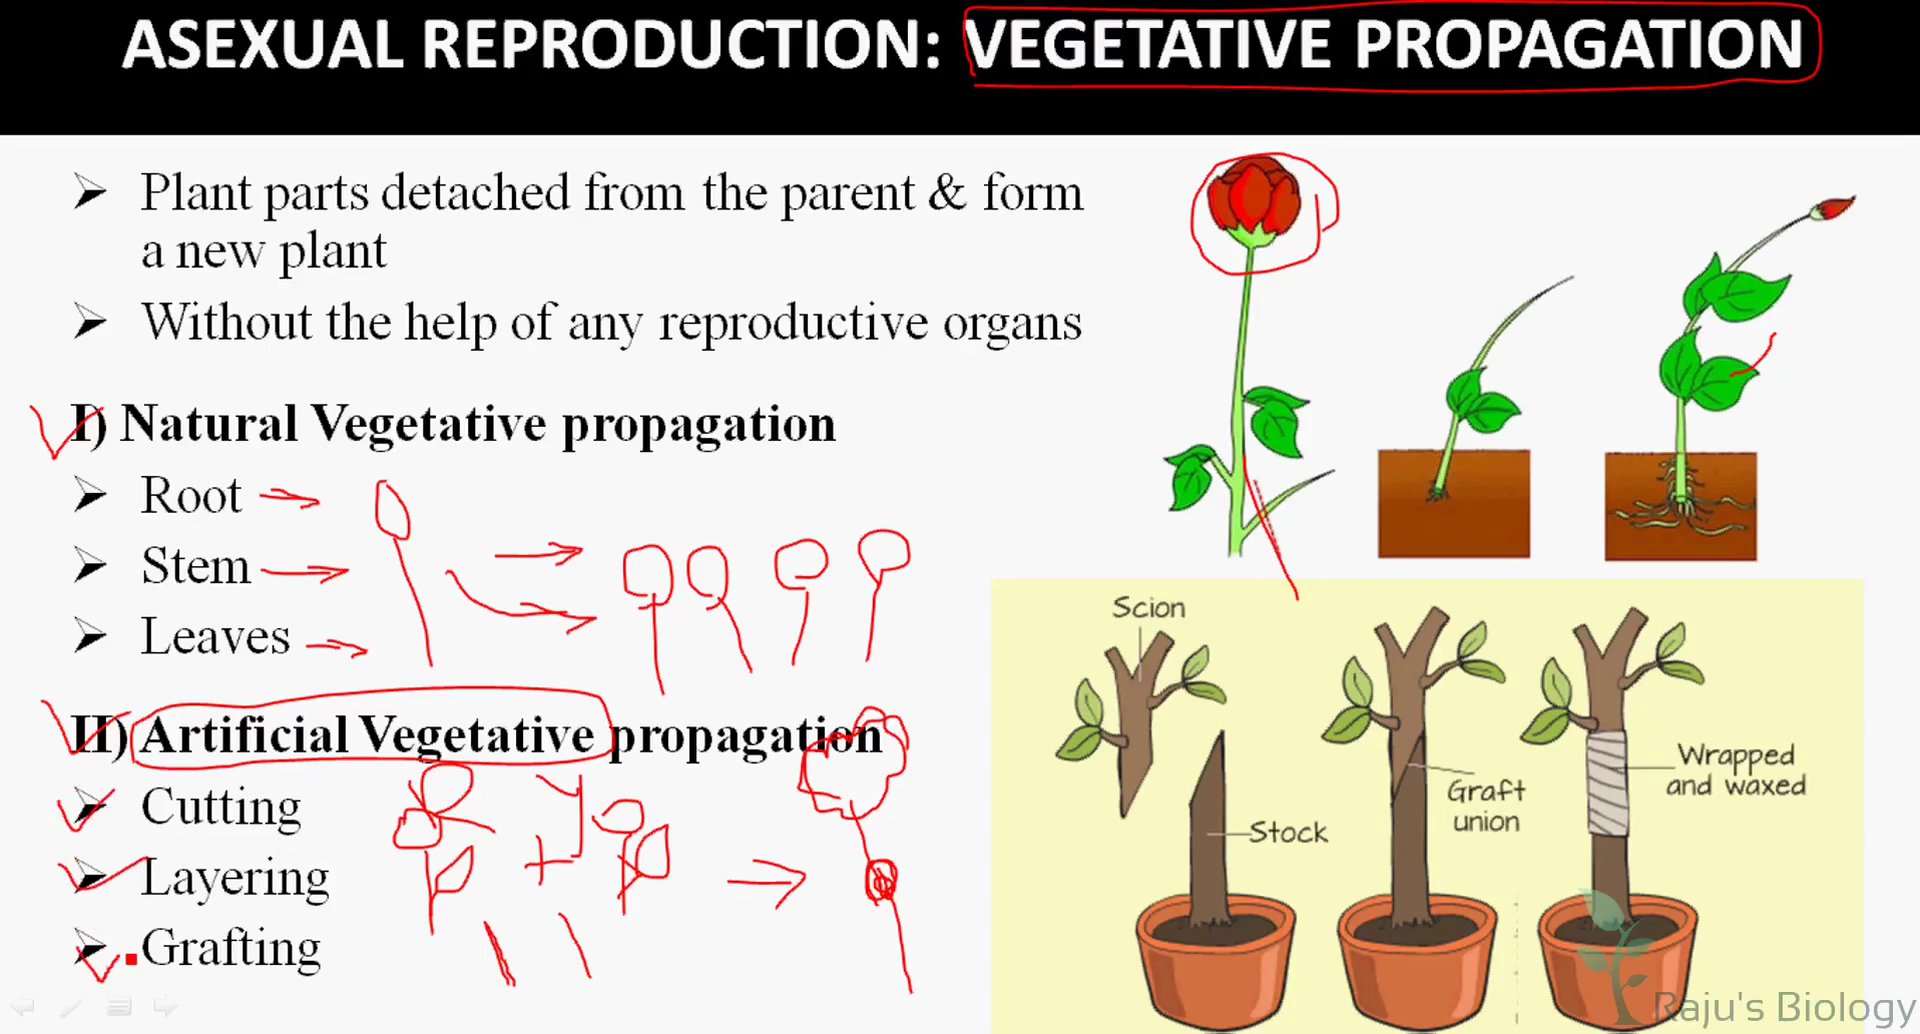 ASEXUAL REPRODUCTION: VEGETATIVE PROPAGATION
Plant parts detached from the parent & form
a new plant
Without the help of any reproductive organs
I) Natural Vegetative propagation
Root
Stem
Leaves
II) Artificial Vegetative propagation
Cutting
Layering
Grafting
Scion
Stock
Graft
union
Wrapped
and waxed
Raju's Biology